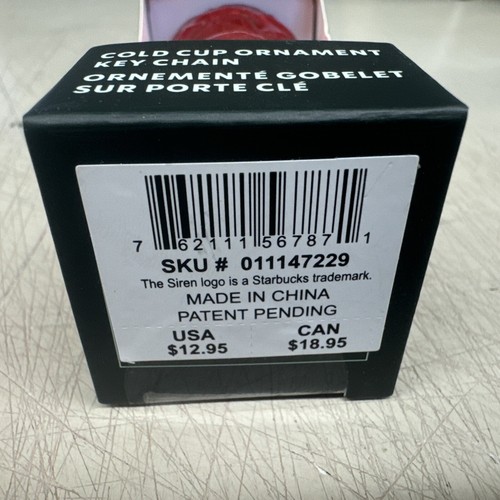 COLD CUP ORNAMENT
KEY CHAIN
ORNEMENTÉ GOBELET
SUR PORTE CLÉ
7 62111 56787 1
SKU # 011147229
The Siren logo is a Starbucks trademark.
MADE IN CHINA
PATENT PENDING
USA CAN
$12.95 $18.95